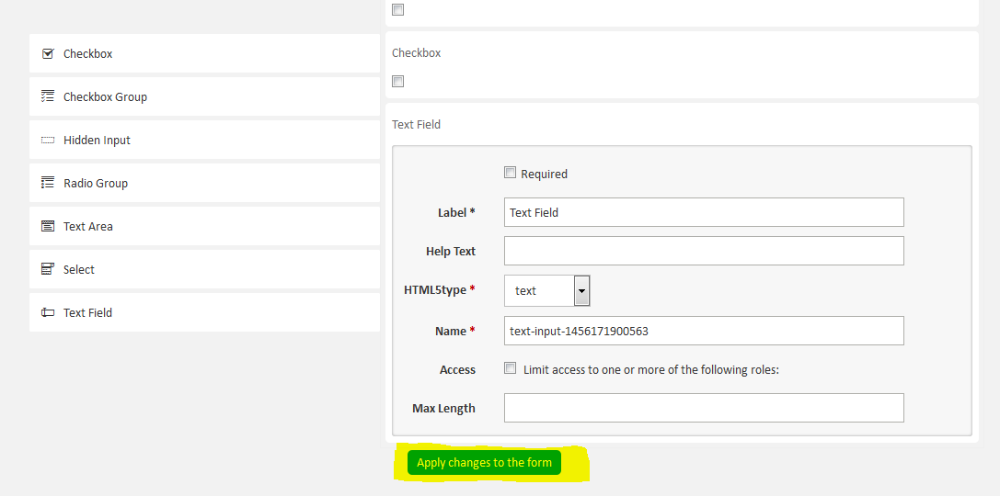 Checkbox
Checkbox Group
Hidden Input
Radio Group
Text Area
Select
Text Field
Checkbox
Text Field
Required
Label *
Text Field
Help Text
HTML5type *
text
Name *
text-input-1456171900563
Access
Limit access to one or more of the following roles:
Max Length
Apply changes to the form